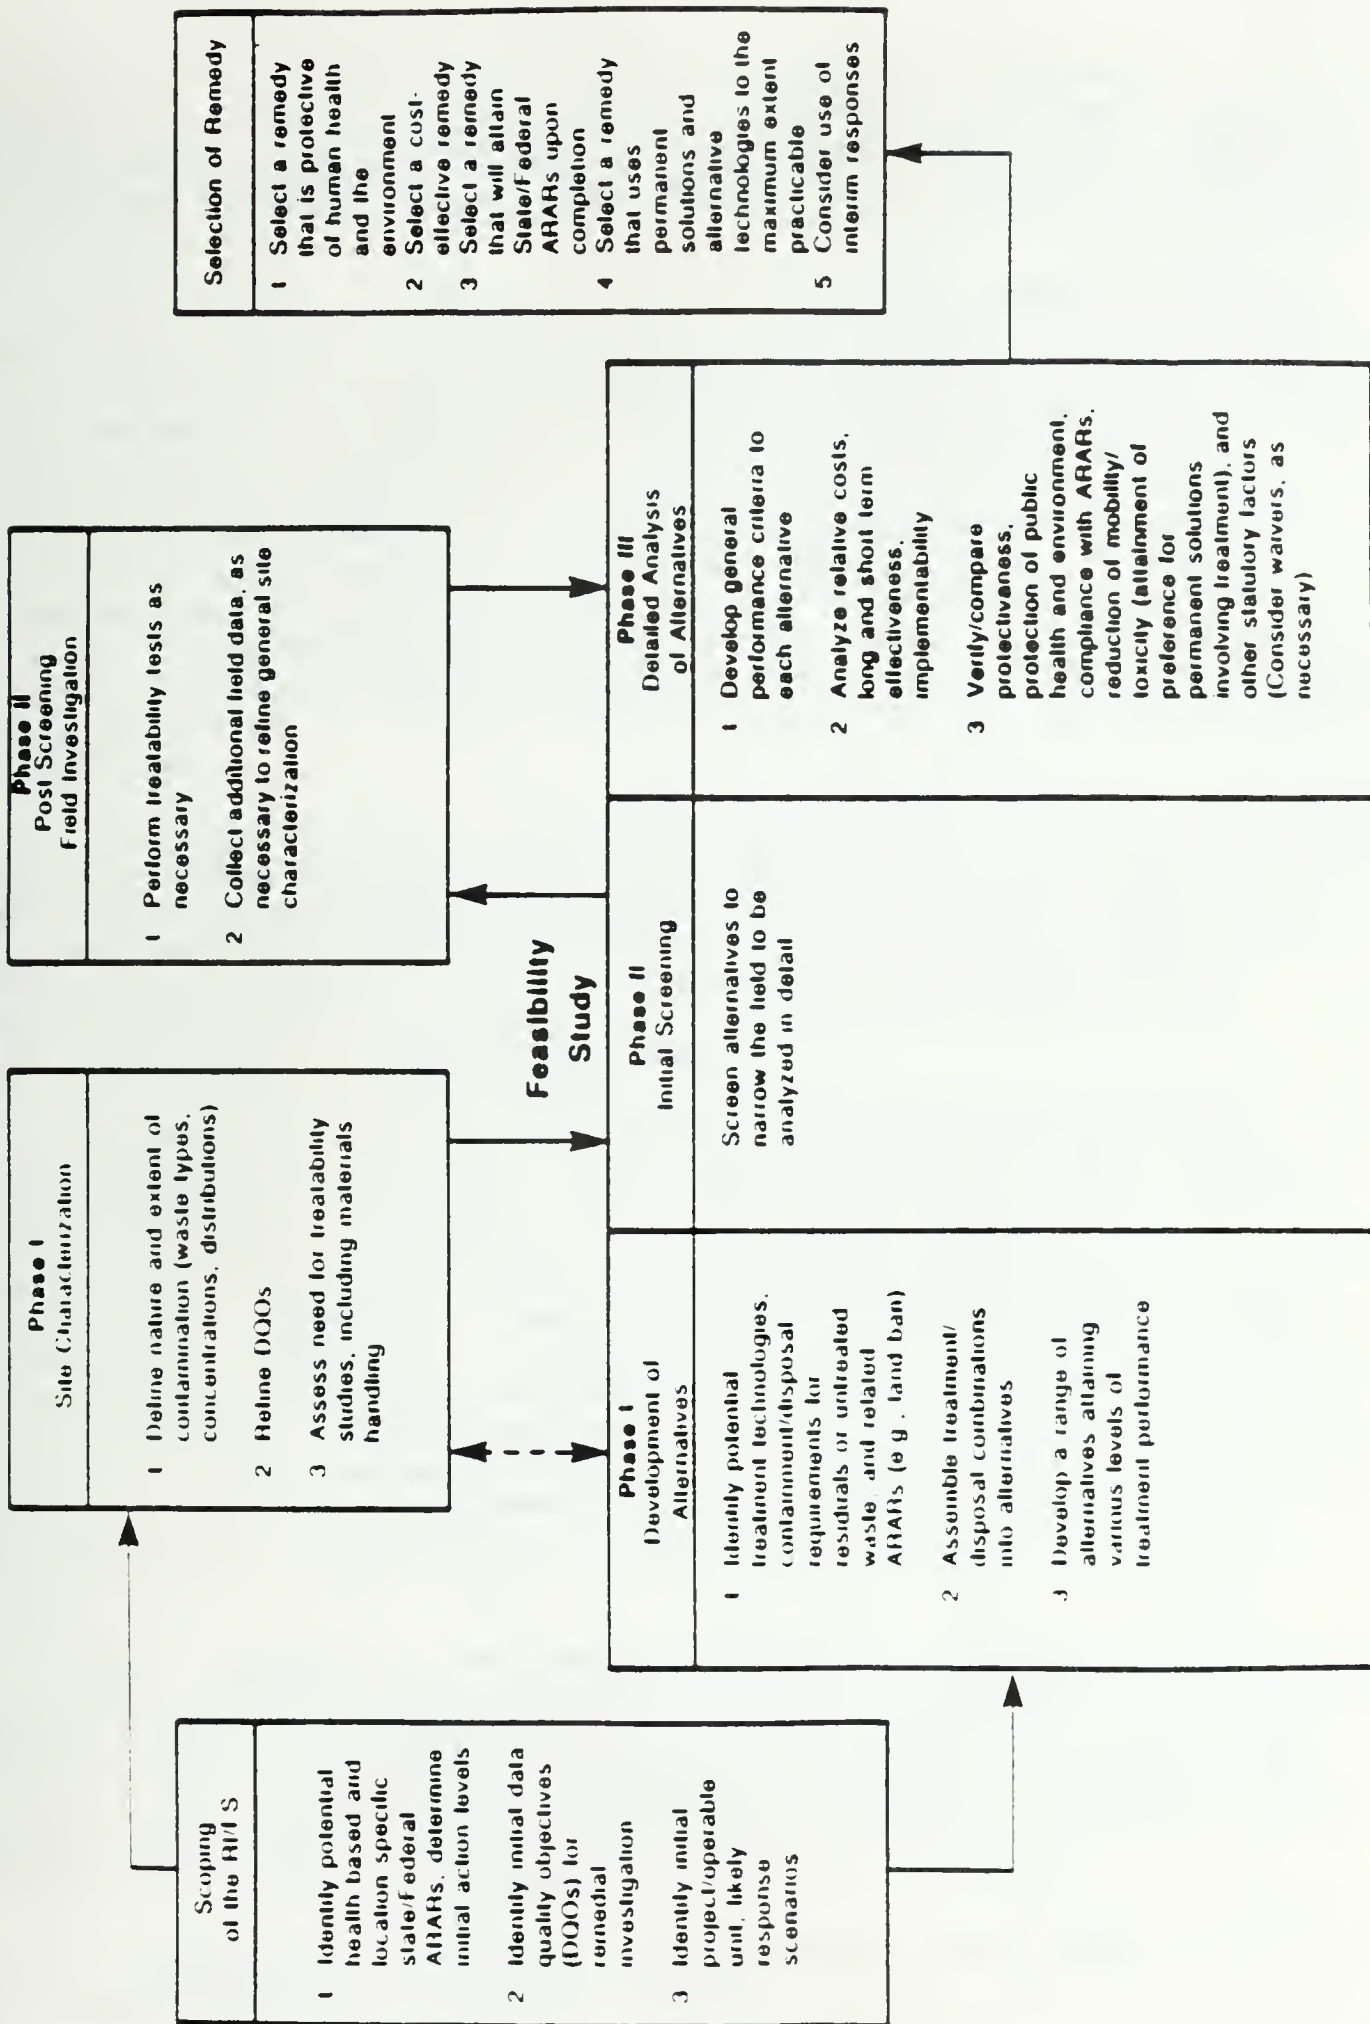 Scoping
of the RI/FS
1 Identify potential
health based and
location specific
state/Federal
ARARs, determine
initial action levels
2 Identify initial data
quality objectives
(DQOs) for
remedial
investigation
3 Identify initial
project/operable
unit, likely
response
scenarios
Phase I
Site Characterization
1 Define nature and extent of
contamination (waste types,
concentrations, distributions)
2 Refine DQOs
3 Assess need for treatability
studies, including materials
handling
Phase II
Post Screening
Field Investigation
1 Perform treatability tests as
necessary
2 Collect additional field data, as
necessary to refine general site
characterization
Feasibility
Study
Phase I
Development of
Alternatives
1 Identify potential
treatment technologies,
containment/disposal
requirements for
residuals or untreated
waste, and related
ARARs (e.g., land ban)
2 Assemble treatment/
disposal combinations
into alternatives
3 Develop a range of
alternatives attaining
various levels of
treatment performance
Phase II
Initial Screening
Screen alternatives to
narrow the field to be
analyzed in detail
Phase III
Detailed Analysis
of Alternatives
1 Develop general
performance criteria to
each alternative
2 Analyze relative costs,
long and short term
effectiveness,
implementability
3 Verify/compare
protectiveness,
protection of public
health and environment,
compliance with ARARs,
reduction of mobility/
toxicity (attainment of
preference for
permanent solutions
involving treatment), and
other statutory factors
(Consider waivers, as
necessary)
Selection of Remedy
1 Select a remedy
that is protective
of human health
and the
environment
2 Select a cost-
effective remedy
3 Select a remedy
that will attain
State/Federal
ARARs upon
completion
4 Select a remedy
that uses
permanent
solutions and
alternative
technologies to the
maximum extent
practicable
5 Consider use of
interim responses